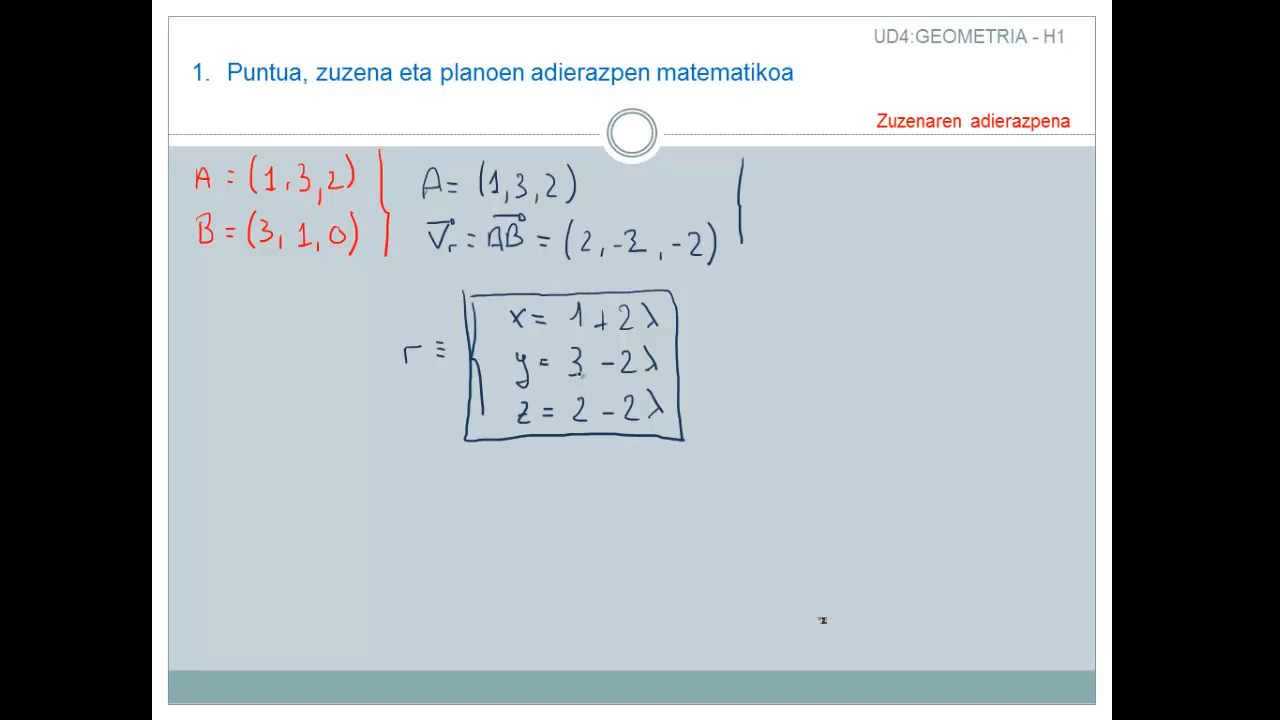 UD4:GEOMETRIA - H1
1. Puntua, zuzena eta planoen adierazpen matematikoa
Zuzenaren adierazpena
A = (1, 3, 2)
B = (3, 1, 0)
A = (1, 3, 2)
V⃗r = AB⃗ = (2, -2, -2)
r ≡
x = 1 + 2λ
y = 3 - 2λ
z = 2 - 2λ